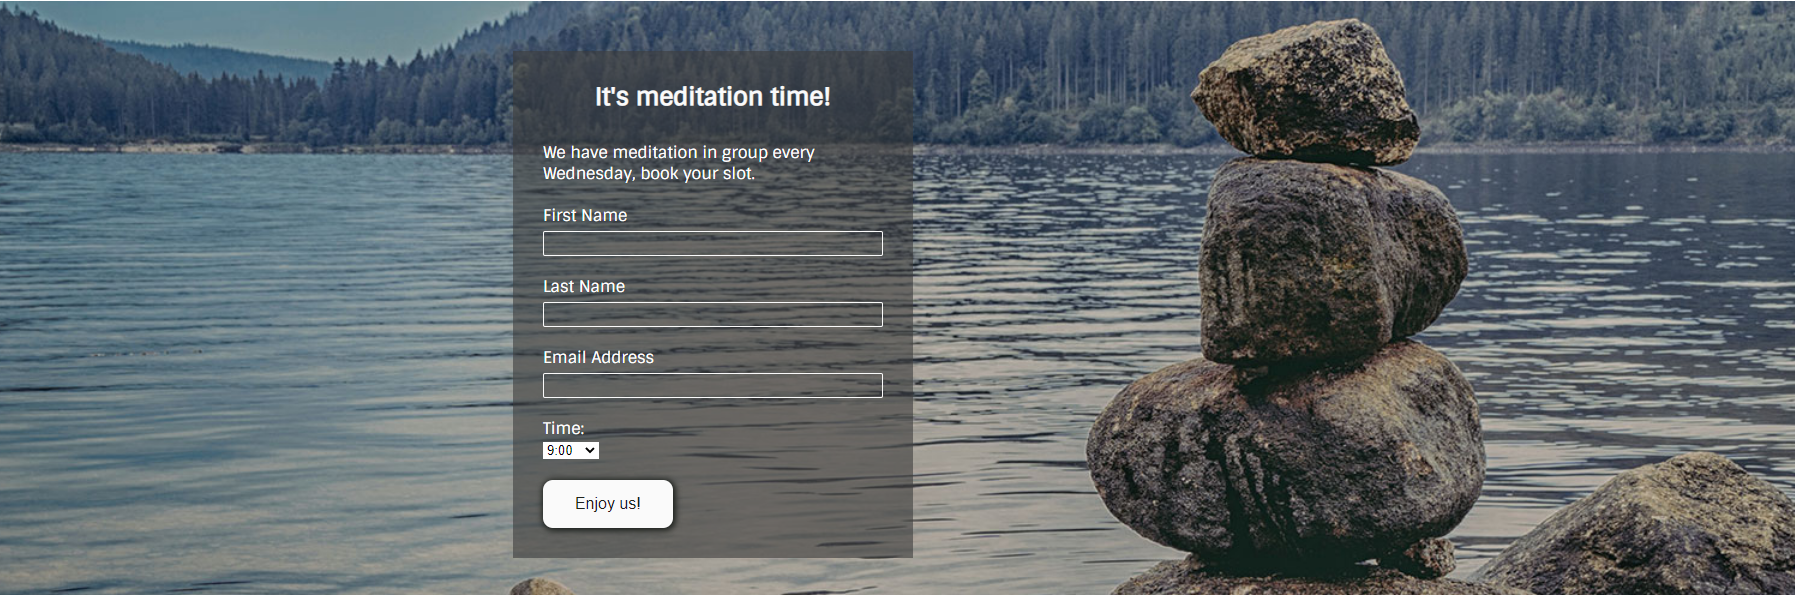 It's meditation time!
We have meditation in group every
Wednesday, book your slot.
First Name
Last Name
Email Address
Time:
9:00
Enjoy us!